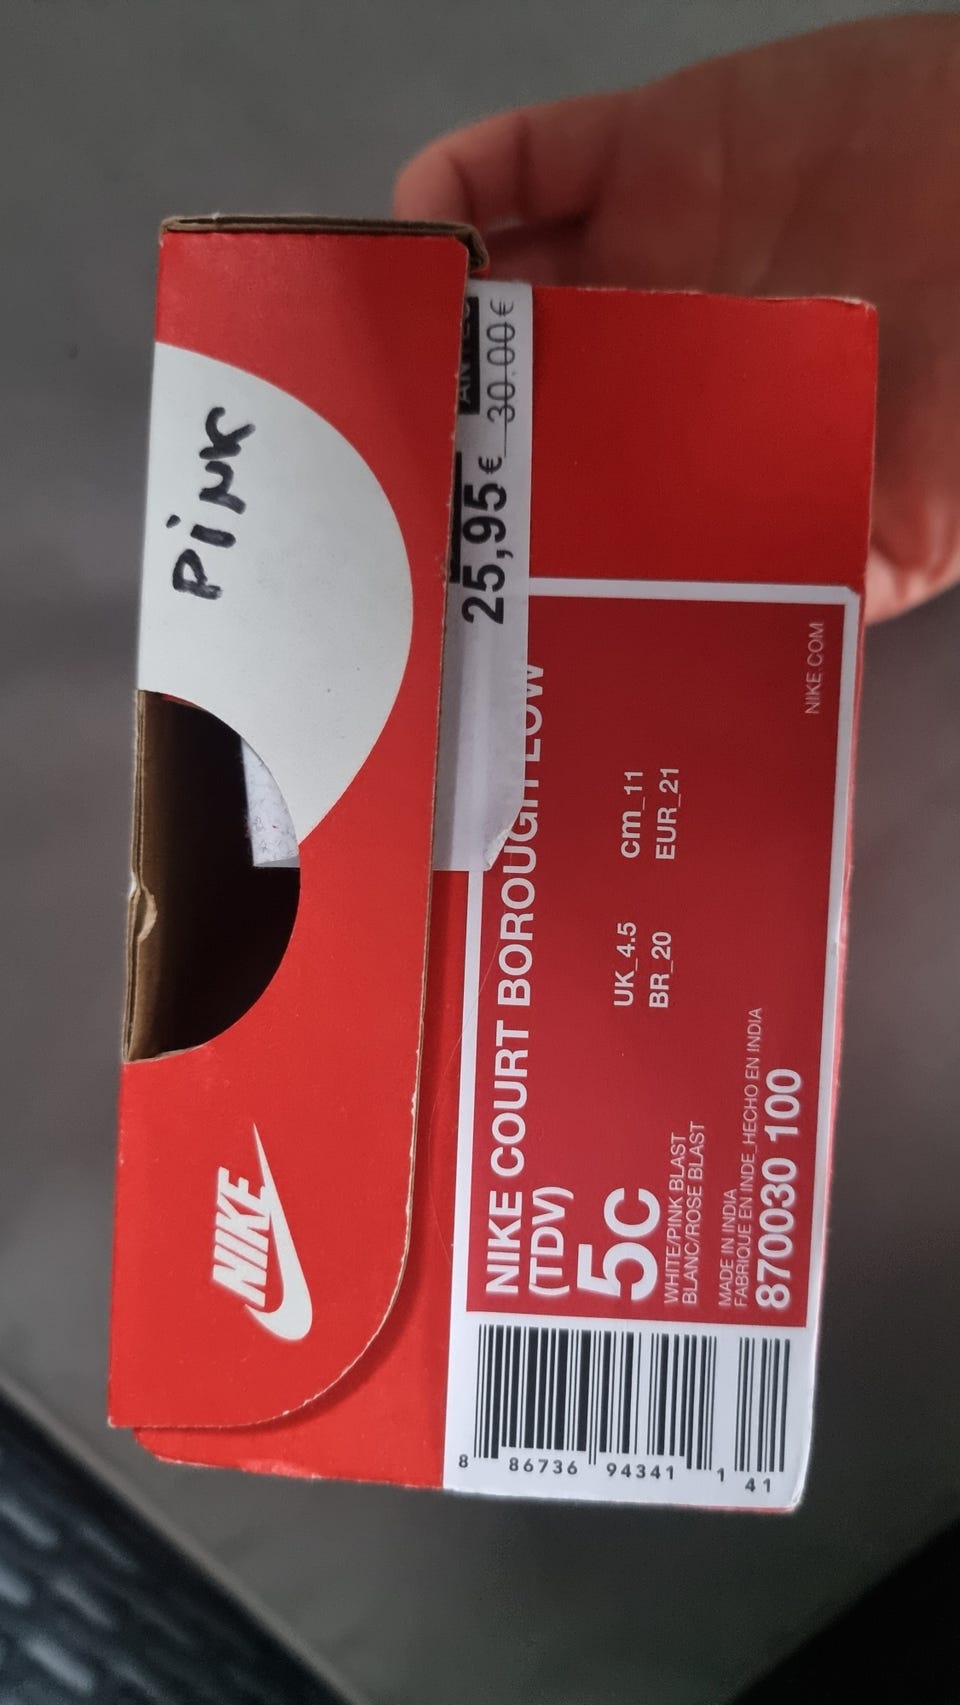 PiNK
NIKE
ANTES
25,95€ 30.00€
NIKE COURT BOROUGH LOW
(TDV)
5C
UK_4.5 cm_11
BR_20 EUR_21
WHITE/PINK BLAST
BLANC/ROSE BLAST
MADE IN INDIA
FABRIQUE EN INDE_HECHO EN INDIA
870030 100
NIKE.COM
8 86736 94341 1
41